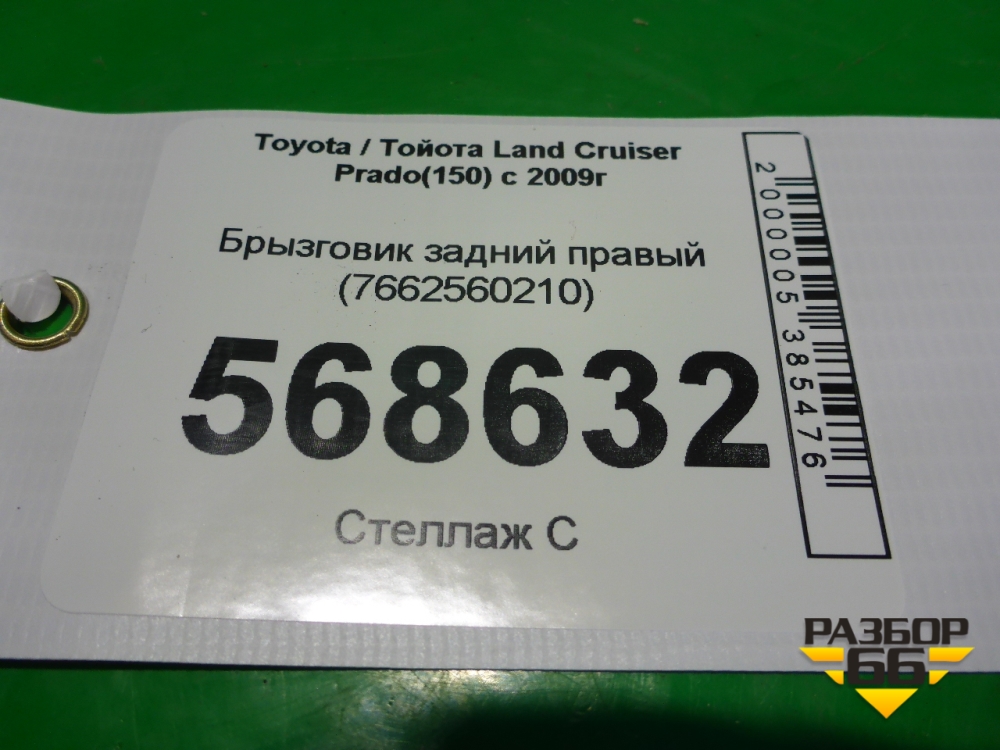 Toyota / Тойота Land Cruiser
Prado(150) с 2009г
Брызговик задний правый
(7662560210)
568632
Стеллаж С
2000005385476
РАЗБОР
66